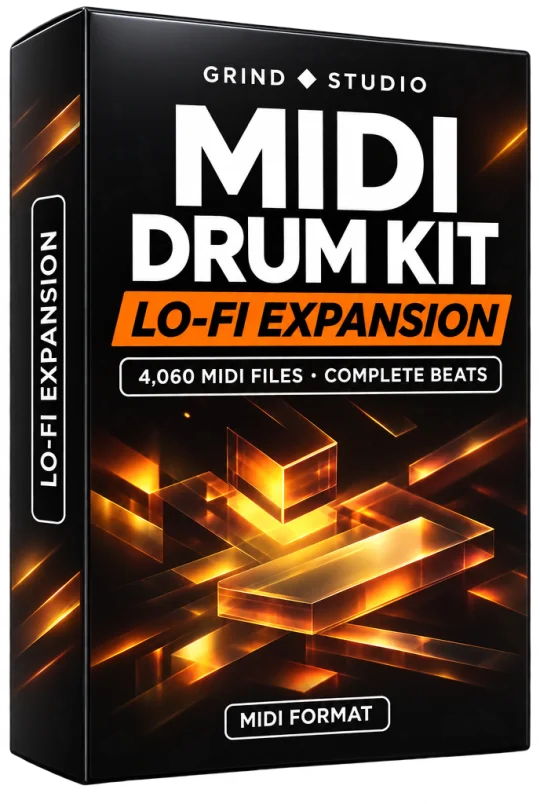 GRIND ◆ STUDIO
MIDI
DRUM KIT
LO-FI EXPANSION
4,060 MIDI FILES • COMPLETE BEATS
MIDI FORMAT
LO-FI EXPANSION